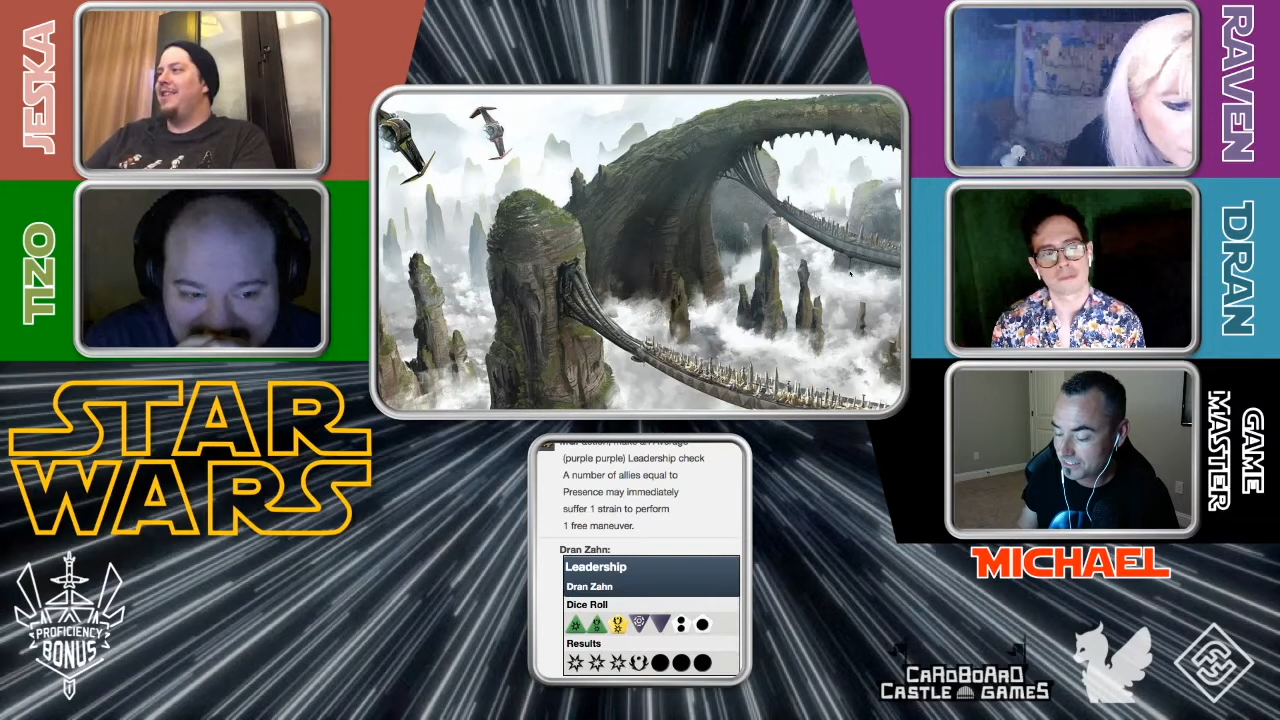 JESKA
TIZO
RAVEN
DRAN
GAME
MASTER
MICHAEL
STAR
WARS
PROFICIENCY
BONUS
(purple purple) Leadership check
A number of allies equal to
Presence may immediately
suffer 1 strain to perform
1 free maneuver.
Dran Zahn:
Leadership
Dran Zahn
Dice Roll
Results
CARDBOARD
CASTLE GAMES